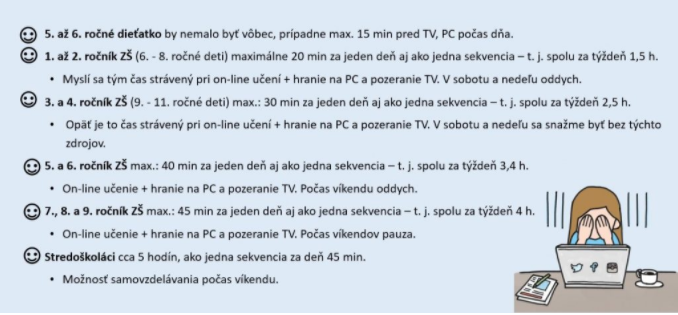 5. až 6. ročné dieťatko by nemalo byť vôbec, prípadne max. 15 min pred TV, PC počas dňa.
1. až 2. ročník ZŠ (6. - 8. ročné deti) maximálne 20 min za jeden deň aj ako jedna sekvencia – t. j. spolu za týždeň 1,5 h.
• Myslí sa tým čas strávený pri on-line učení + hranie na PC a pozeranie TV. V sobotu a nedeľu oddych.
3. a 4. ročník ZŠ (9. - 11. ročné deti) max.: 30 min za jeden deň aj ako jedna sekvencia – t. j. spolu za týždeň 2,5 h.
• Opäť je to čas strávený pri on-line učení + hranie na PC a pozeranie TV. V sobotu a nedeľu sa snažme byť bez týchto
zdrojov.
5. a 6. ročník ZŠ max.: 40 min za jeden deň aj ako jedna sekvencia – t. j. spolu za týždeň 3,4 h.
• On-line učenie + hranie na PC a pozeranie TV. Počas víkendu oddych.
7., 8. a 9. ročník ZŠ max.: 45 min za jeden deň aj ako jedna sekvencia – t. j. spolu za týždeň 4 h.
• On-line učenie + hranie na PC a pozeranie TV. Počas víkendov pauza.
Stredoškoláci cca 5 hodín, ako jedna sekvencia za deň 45 min.
• Možnosť samovzdelávania počas víkendu.